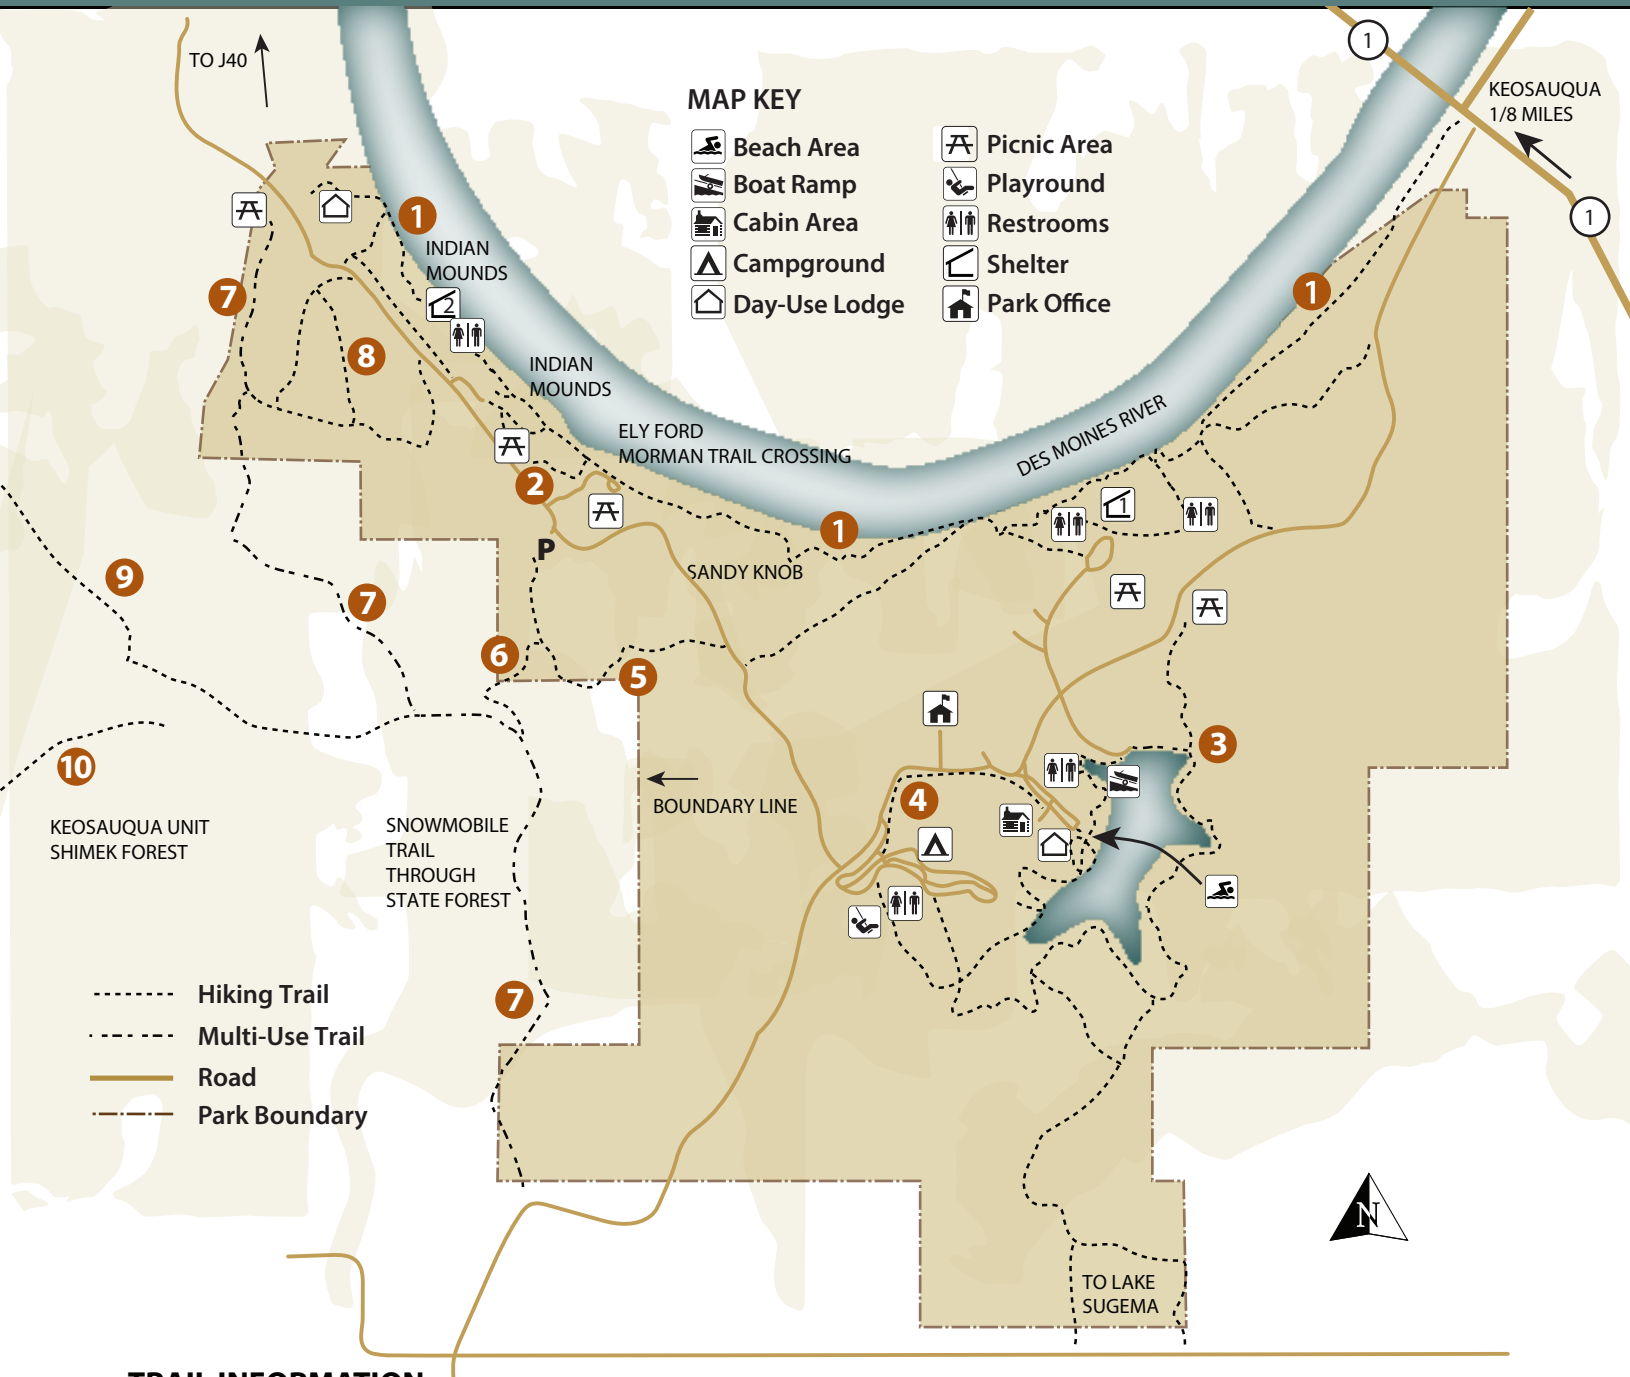 TO J40
1
KEOSAUQUA
1/8 MILES
1
MAP KEY
Beach Area
Boat Ramp
Cabin Area
Campground
Day-Use Lodge
Picnic Area
Playround
Restrooms
Shelter
Park Office
1
INDIAN
MOUNDS
7
2
8
INDIAN
MOUNDS
1
ELY FORD
MORMAN TRAIL CROSSING
DES MOINES RIVER
2
1
1
P
SANDY KNOB
9
7
6
5
3
10
4
BOUNDARY LINE
KEOSAUQUA UNIT
SHIMEK FOREST
SNOWMOBILE
TRAIL
THROUGH
STATE FOREST
7
Hiking Trail
Multi-Use Trail
Road
Park Boundary
N
TO LAKE
SUGEMA
TRAIL INFORMATION